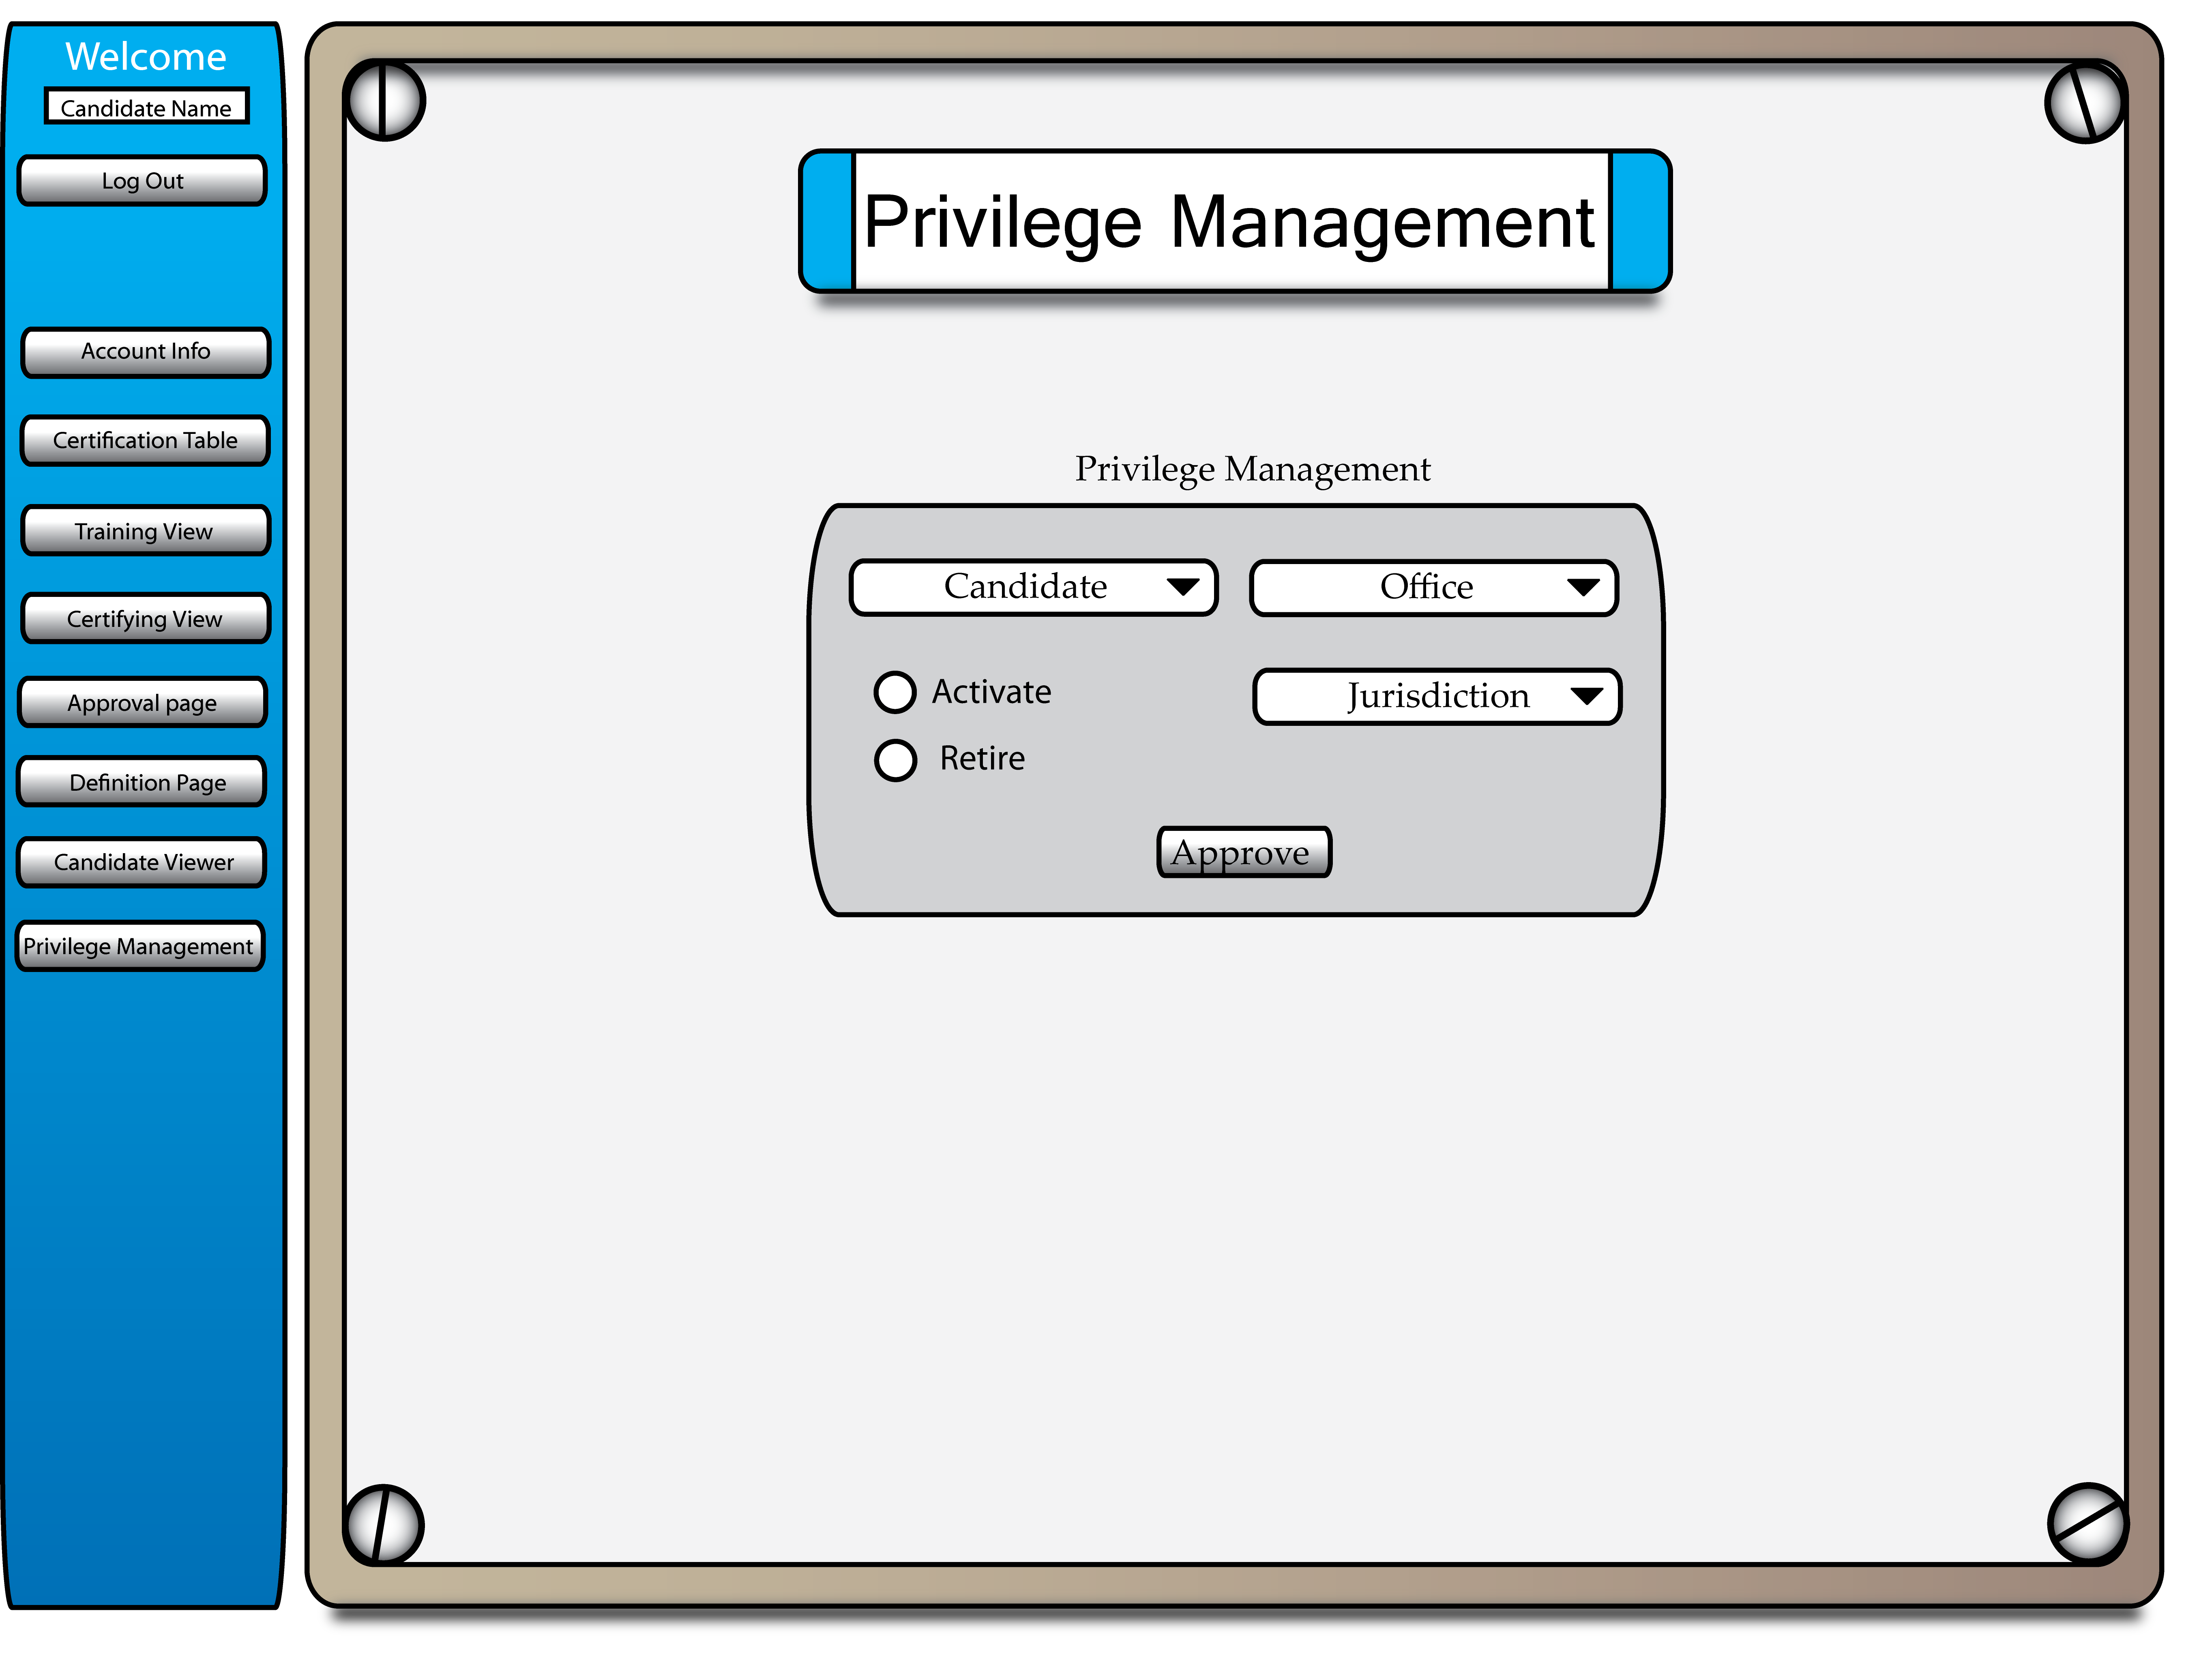 Welcome
Candidate Name
Log Out
Account Info
Certification Table
Training View
Certifying View
Approval page
Definition Page
Candidate Viewer
Privilege Management
Privilege Management
Privilege Management
Candidate
Office
Activate
Jurisdiction
Retire
Approve